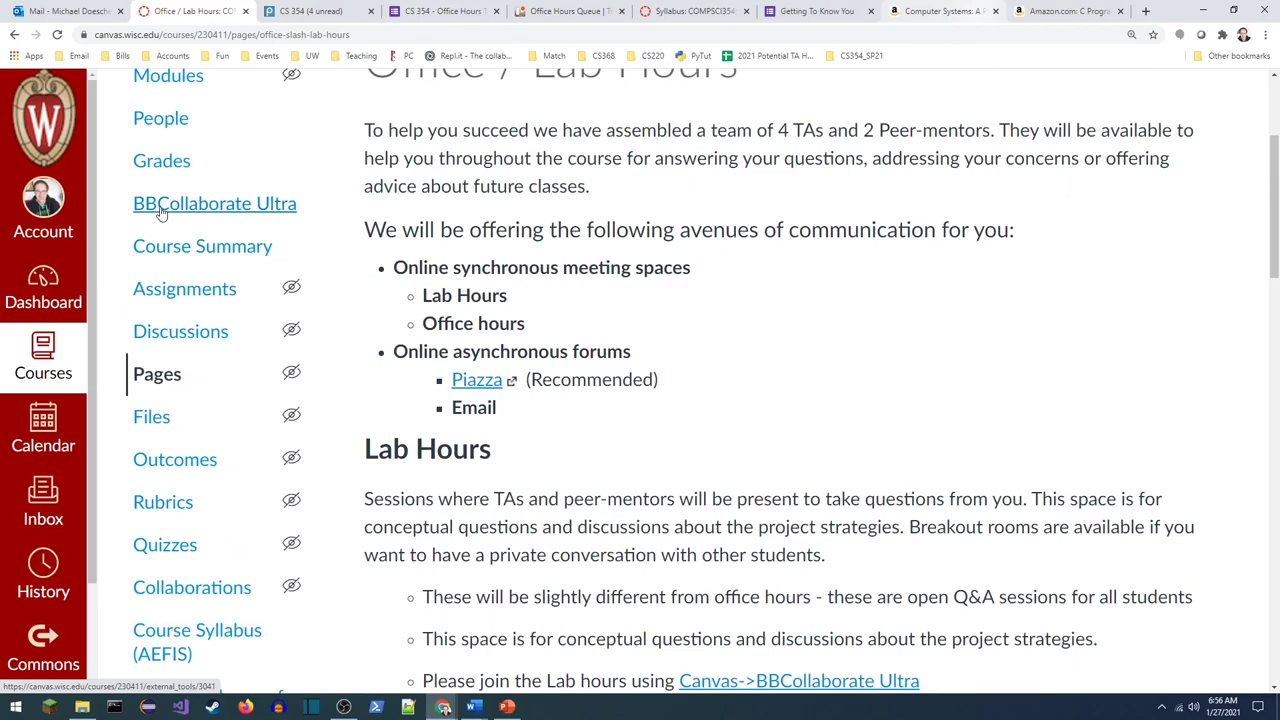 Mail - Michael Doesch
Office / Lab Hours: CO
CS 354 (4 unread)
CS 354 - Office Hours T
Office Hours Queue | T
Syllabus: COMPSCI354
Getting To Know You
Computer Systems: A P
Amazon.com: C Progra
canvas.wisc.edu/courses/230411/pages/office-slash-lab-hours
Apps Email Bills Accounts Fun Events UW Teaching PC Rep.it - The collab... Match CS368 CS220 PyTut 2021 Potential TA H... CS354_SP21 Other bookmarks
W
Account
Dashboard
Courses
Calendar
Inbox
History
Commons
Modules
People
Grades
BBCollaborate Ultra
Course Summary
Assignments
Discussions
Pages
Files
Outcomes
Rubrics
Quizzes
Collaborations
Course Syllabus
(AEFIS)
Office / Lab Hours
To help you succeed we have assembled a team of 4 TAs and 2 Peer-mentors. They will be available to
help you throughout the course for answering your questions, addressing your concerns or offering
advice about future classes.
We will be offering the following avenues of communication for you:
• Online synchronous meeting spaces
◦ Lab Hours
◦ Office hours
• Online asynchronous forums
▪ Piazza (Recommended)
▪ Email
Lab Hours
Sessions where TAs and peer-mentors will be present to take questions from you. This space is for
conceptual questions and discussions about the project strategies. Breakout rooms are available if you
want to have a private conversation with other students.
◦ These will be slightly different from office hours - these are open Q&A sessions for all students
◦ This space is for conceptual questions and discussions about the project strategies.
◦ Please join the Lab hours using Canvas->BBCollaborate Ultra
https://canvas.wisc.edu/courses/230411/external_tools/3041
6:56 AM
1/27/2021